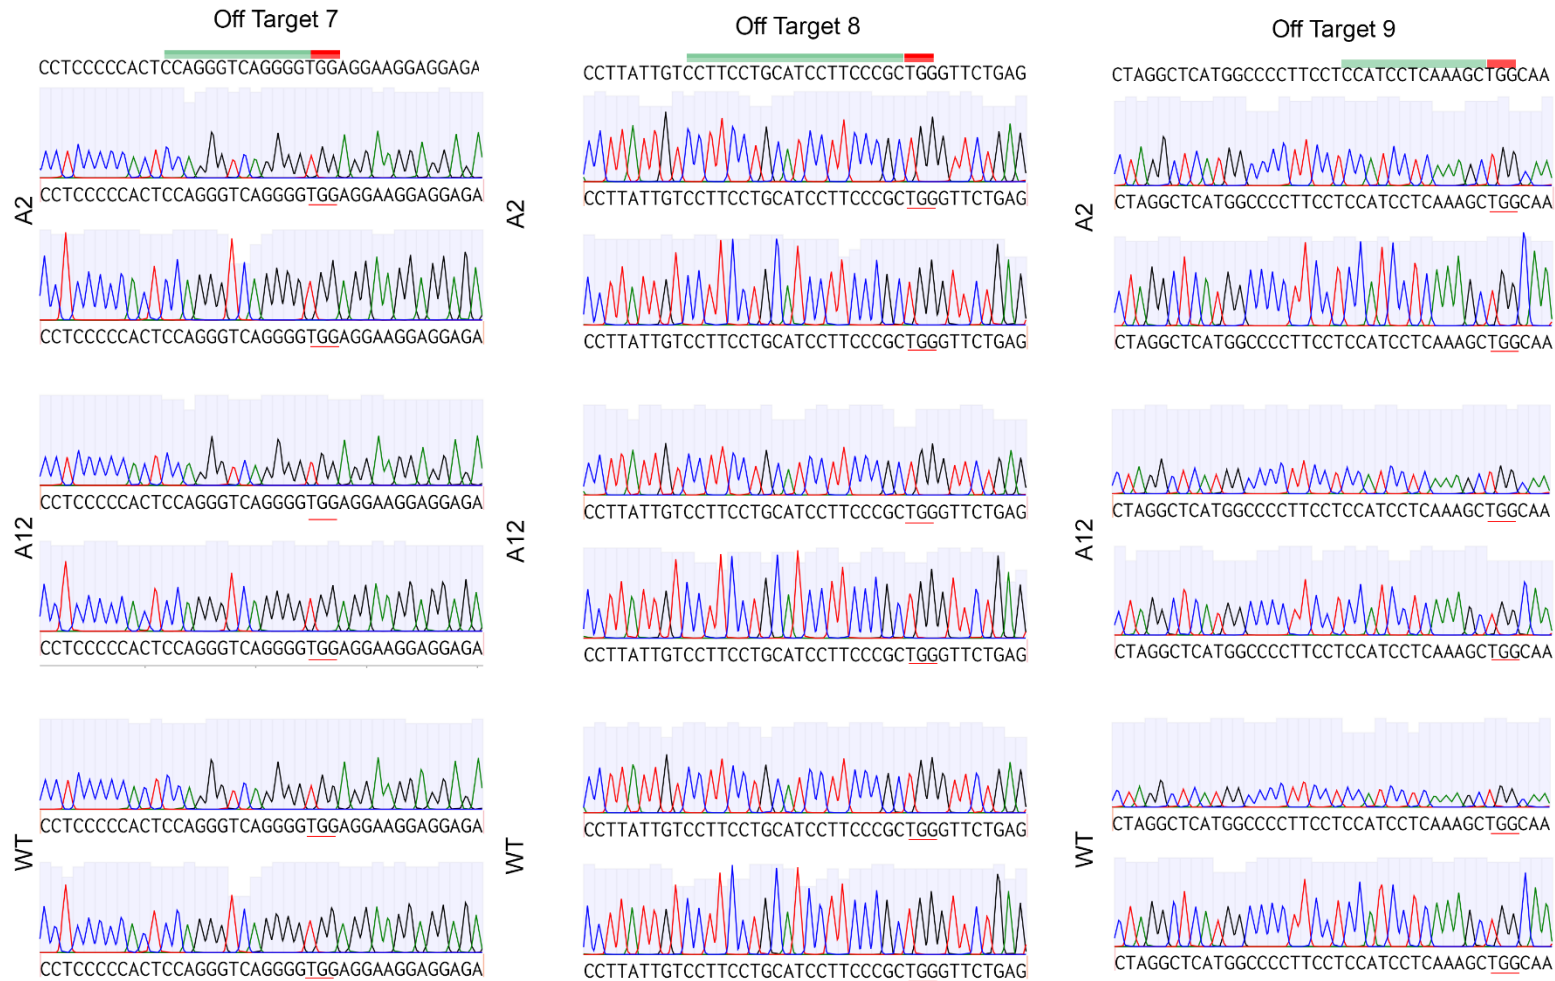 Off Target 7
CCTCCCCCACTCCAGGGTCAGGGGTGGAGGAAGGAGGAGA
A2
CCTCCCCCACTCCAGGGTCAGGGGTGGAGGAAGGAGGAGA
CCTCCCCCACTCCAGGGTCAGGGGTGGAGGAAGGAGGAGA
A12
CCTCCCCCACTCCAGGGTCAGGGGTGGAGGAAGGAGGAGA
CCTCCCCCACTCCAGGGTCAGGGGTGGAGGAAGGAGGAGA
WT
CCTCCCCCACTCCAGGGTCAGGGGTGGAGGAAGGAGGAGA
CCTCCCCCACTCCAGGGTCAGGGGTGGAGGAAGGAGGAGA
Off Target 8
CCTTATTGTCCTTCCTGCATCCTTCCCGCTGGGTTCTGAG
A2
CCTTATTGTCCTTCCTGCATCCTTCCCGCTGGGTTCTGAG
CCTTATTGTCCTTCCTGCATCCTTCCCGCTGGGTTCTGAG
A12
CCTTATTGTCCTTCCTGCATCCTTCCCGCTGGGTTCTGAG
CCTTATTGTCCTTCCTGCATCCTTCCCGCTGGGTTCTGAG
WT
CCTTATTGTCCTTCCTGCATCCTTCCCGCTGGGTTCTGAG
CCTTATTGTCCTTCCTGCATCCTTCCCGCTGGGTTCTGAG
Off Target 9
CTAGGCTCATGGCCCCTTCCTCCATCCTCAAAGCTGGCAA
A2
CTAGGCTCATGGCCCCTTCCTCCATCCTCAAAGCTGGCAA
CTAGGCTCATGGCCCCTTCCTCCATCCTCAAAGCTGGCAA
A12
CTAGGCTCATGGCCCCTTCCTCCATCCTCAAAGCTGGCAA
CTAGGCTCATGGCCCCTTCCTCCATCCTCAAAGCTGGCAA
WT
CTAGGCTCATGGCCCCTTCCTCCATCCTCAAAGCTGGCAA
CTAGGCTCATGGCCCCTTCCTCCATCCTCAAAGCTGGCAA